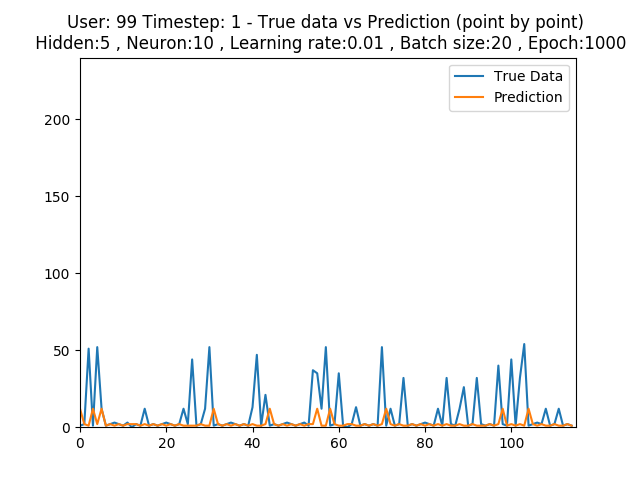 User: 99 Timestep: 1 - True data vs Prediction (point by point)
Hidden:5 , Neuron:10 , Learning rate:0.01 , Batch size:20 , Epoch:1000
True Data
Prediction
200
150
100
50
0
0 20 40 60 80 100